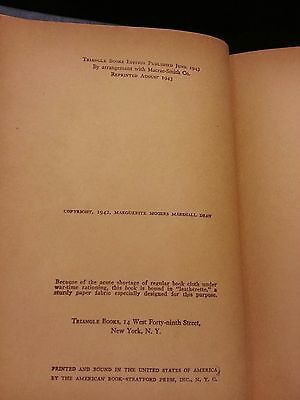 Triangle Books Edition Published June 1943
By arrangement with Macrae-Smith Co.
Reprinted August 1943
COPYRIGHT, 1942, MARGUERITE MOOERS MARSHALL DEAN
Because of the acute shortage of regular book cloth under
war-time rationing, this book is bound in "leatherette," a
sturdy paper fabric especially designed for this purpose.
Triangle Books, 14 West Forty-ninth Street,
New York, N. Y.
PRINTED AND BOUND IN THE UNITED STATES OF AMERICA
BY THE AMERICAN BOOK–STRATFORD PRESS, INC., N. Y. C.